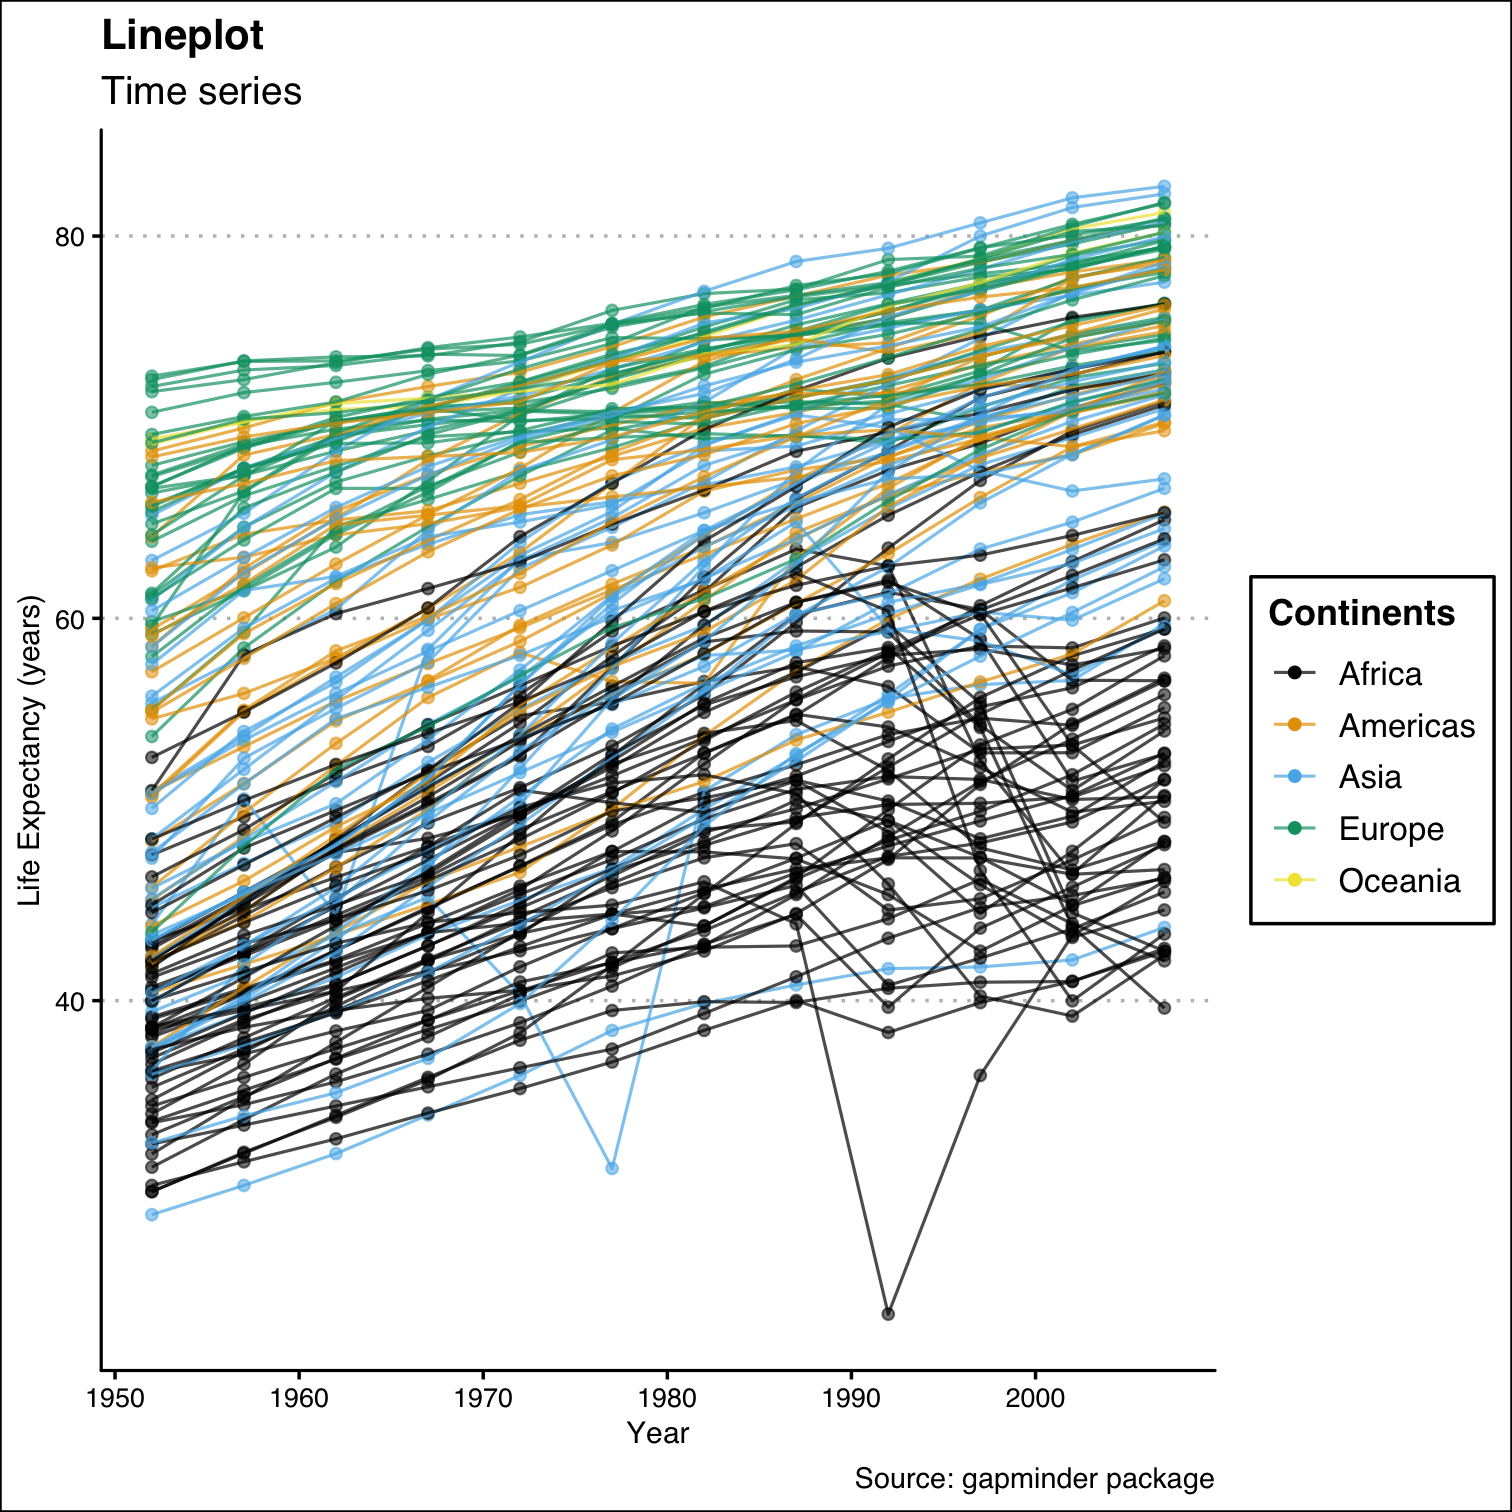 Lineplot
Time series
Life Expectancy (years)
80
60
40
1950 1960 1970 1980 1990 2000
Year
Continents
Africa
Americas
Asia
Europe
Oceania
Source: gapminder package